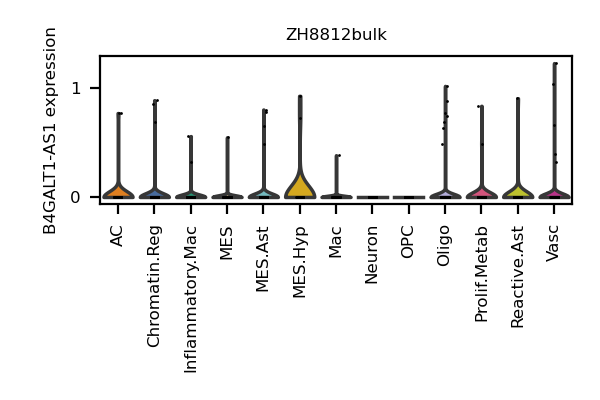 ZH8812bulk
B4GALT1-AS1 expression
1
0
AC
Chromatin.Reg
Inflammatory.Mac
MES
MES.Ast
MES.Hyp
Mac
Neuron
OPC
Oligo
Prolif.Metab
Reactive.Ast
Vasc